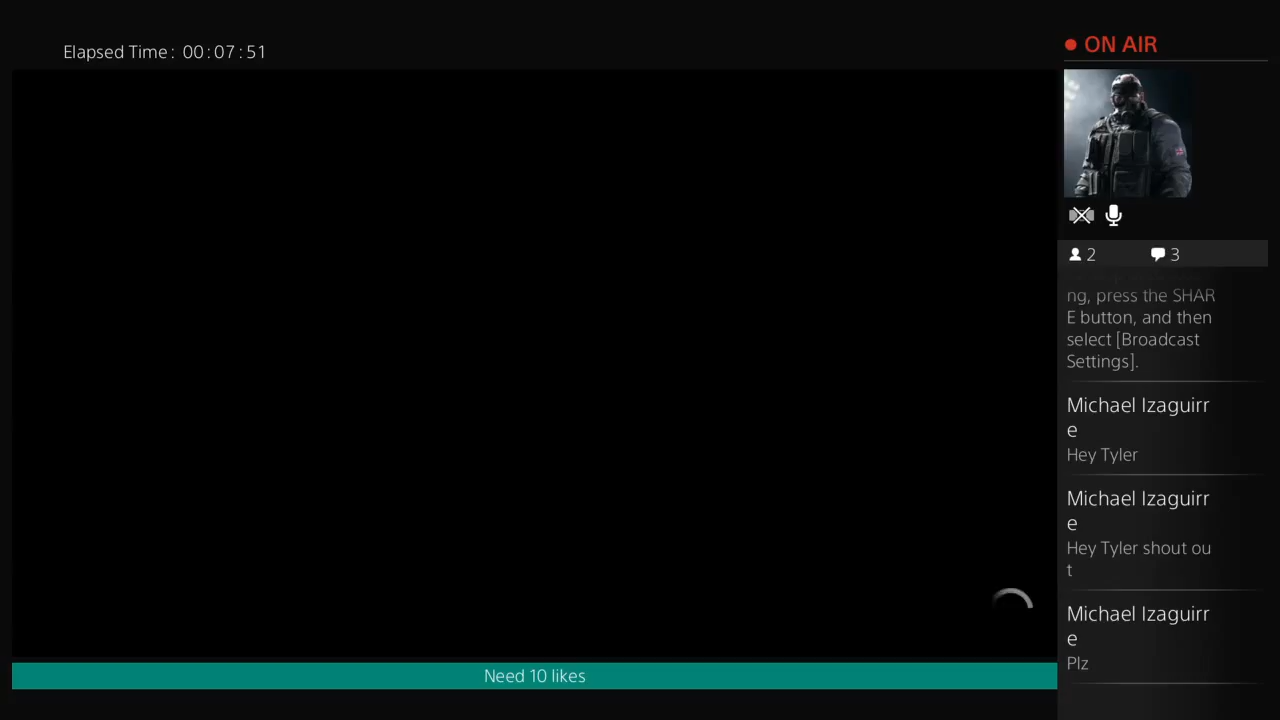 Elapsed Time: 00:07:51
ON AIR
2
3
ng, press the SHAR
E button, and then
select [Broadcast
Settings].
Michael Izaguirr
e
Hey Tyler
Michael Izaguirr
e
Hey Tyler shout ou
t
Michael Izaguirr
e
Plz
Need 10 likes